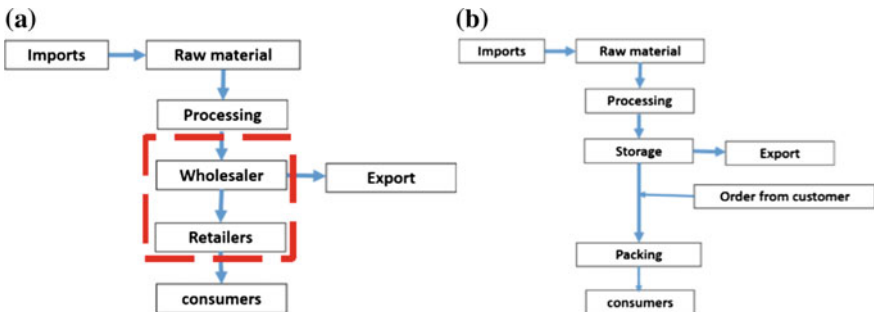 (a)
Imports
Raw material
Processing
Wholesaler
Export
Retailers
consumers
(b)
Imports
Raw material
Processing
Storage
Export
Order from customer
Packing
consumers